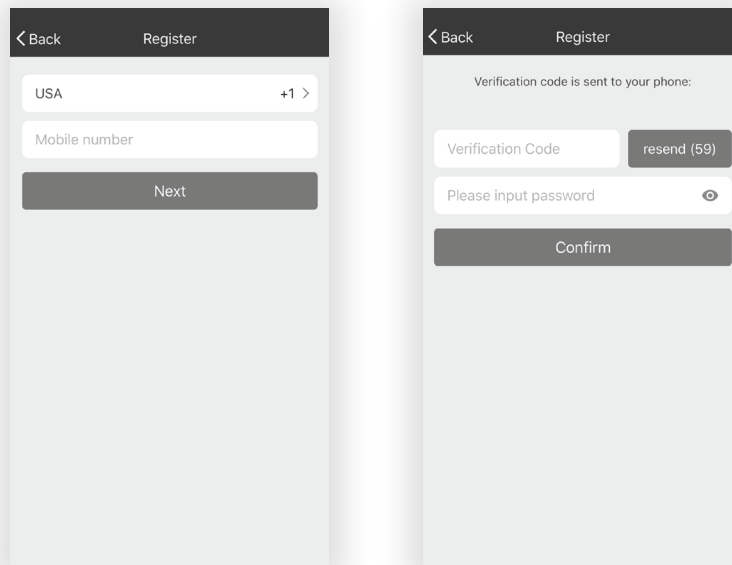 Back Register
USA +1
Mobile number
Next
Back Register
Verification code is sent to your phone:
Verification Code resend (59)
Please input password
Confirm